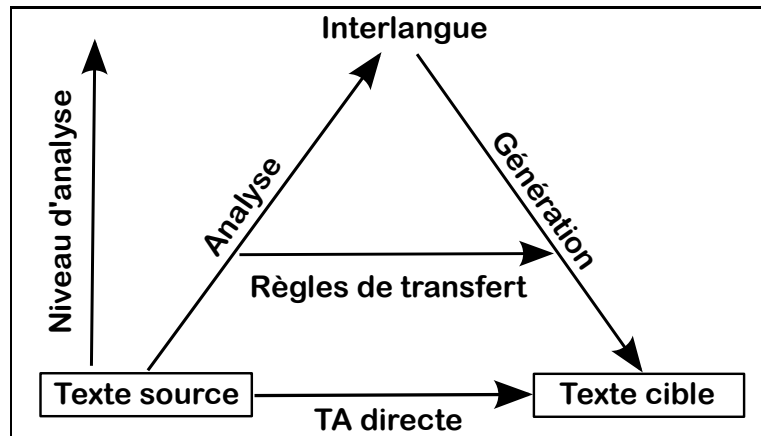 Interlangue
Niveau d'analyse
Analyse
Génération
Règles de transfert
Texte source
Texte cible
TA directe